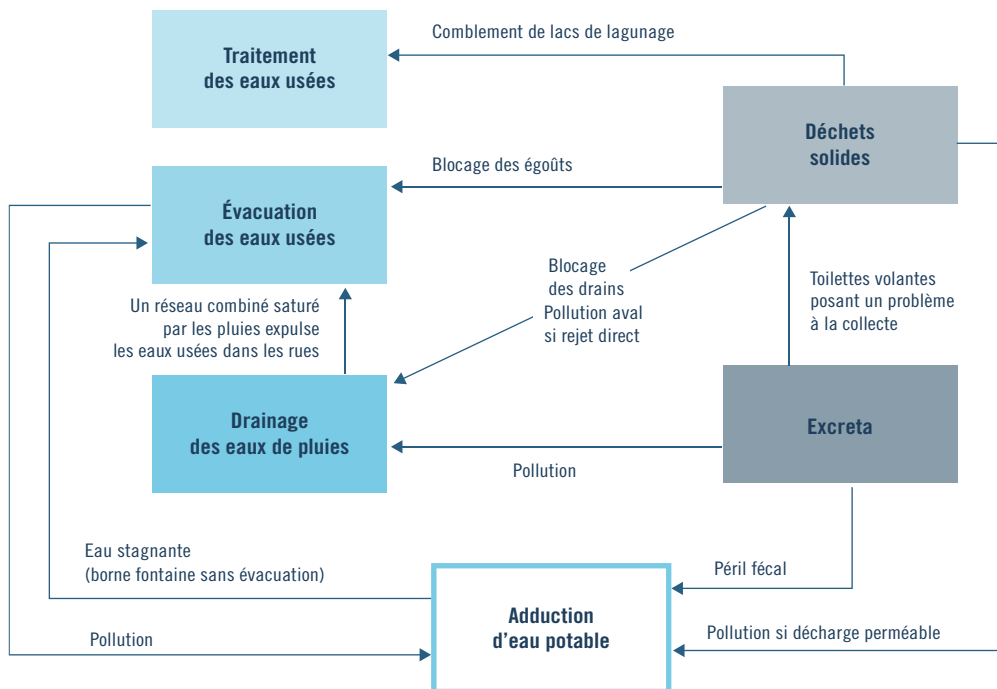 Comblement de lacs de lagunage
Traitement
des eaux usées
Déchets
solides
Blocage des égoûts
Évacuation
des eaux usées
Blocage
des drains
Pollution aval
si rejet direct
Toilettes volantes
posant un problème
à la collecte
Un réseau combiné saturé
par les pluies expulse
les eaux usées dans les rues
Drainage
des eaux de pluies
Excreta
Pollution
Eau stagnante
(borne fontaine sans évacuation)
Péril fécal
Adduction
d’eau potable
Pollution
Pollution si décharge perméable